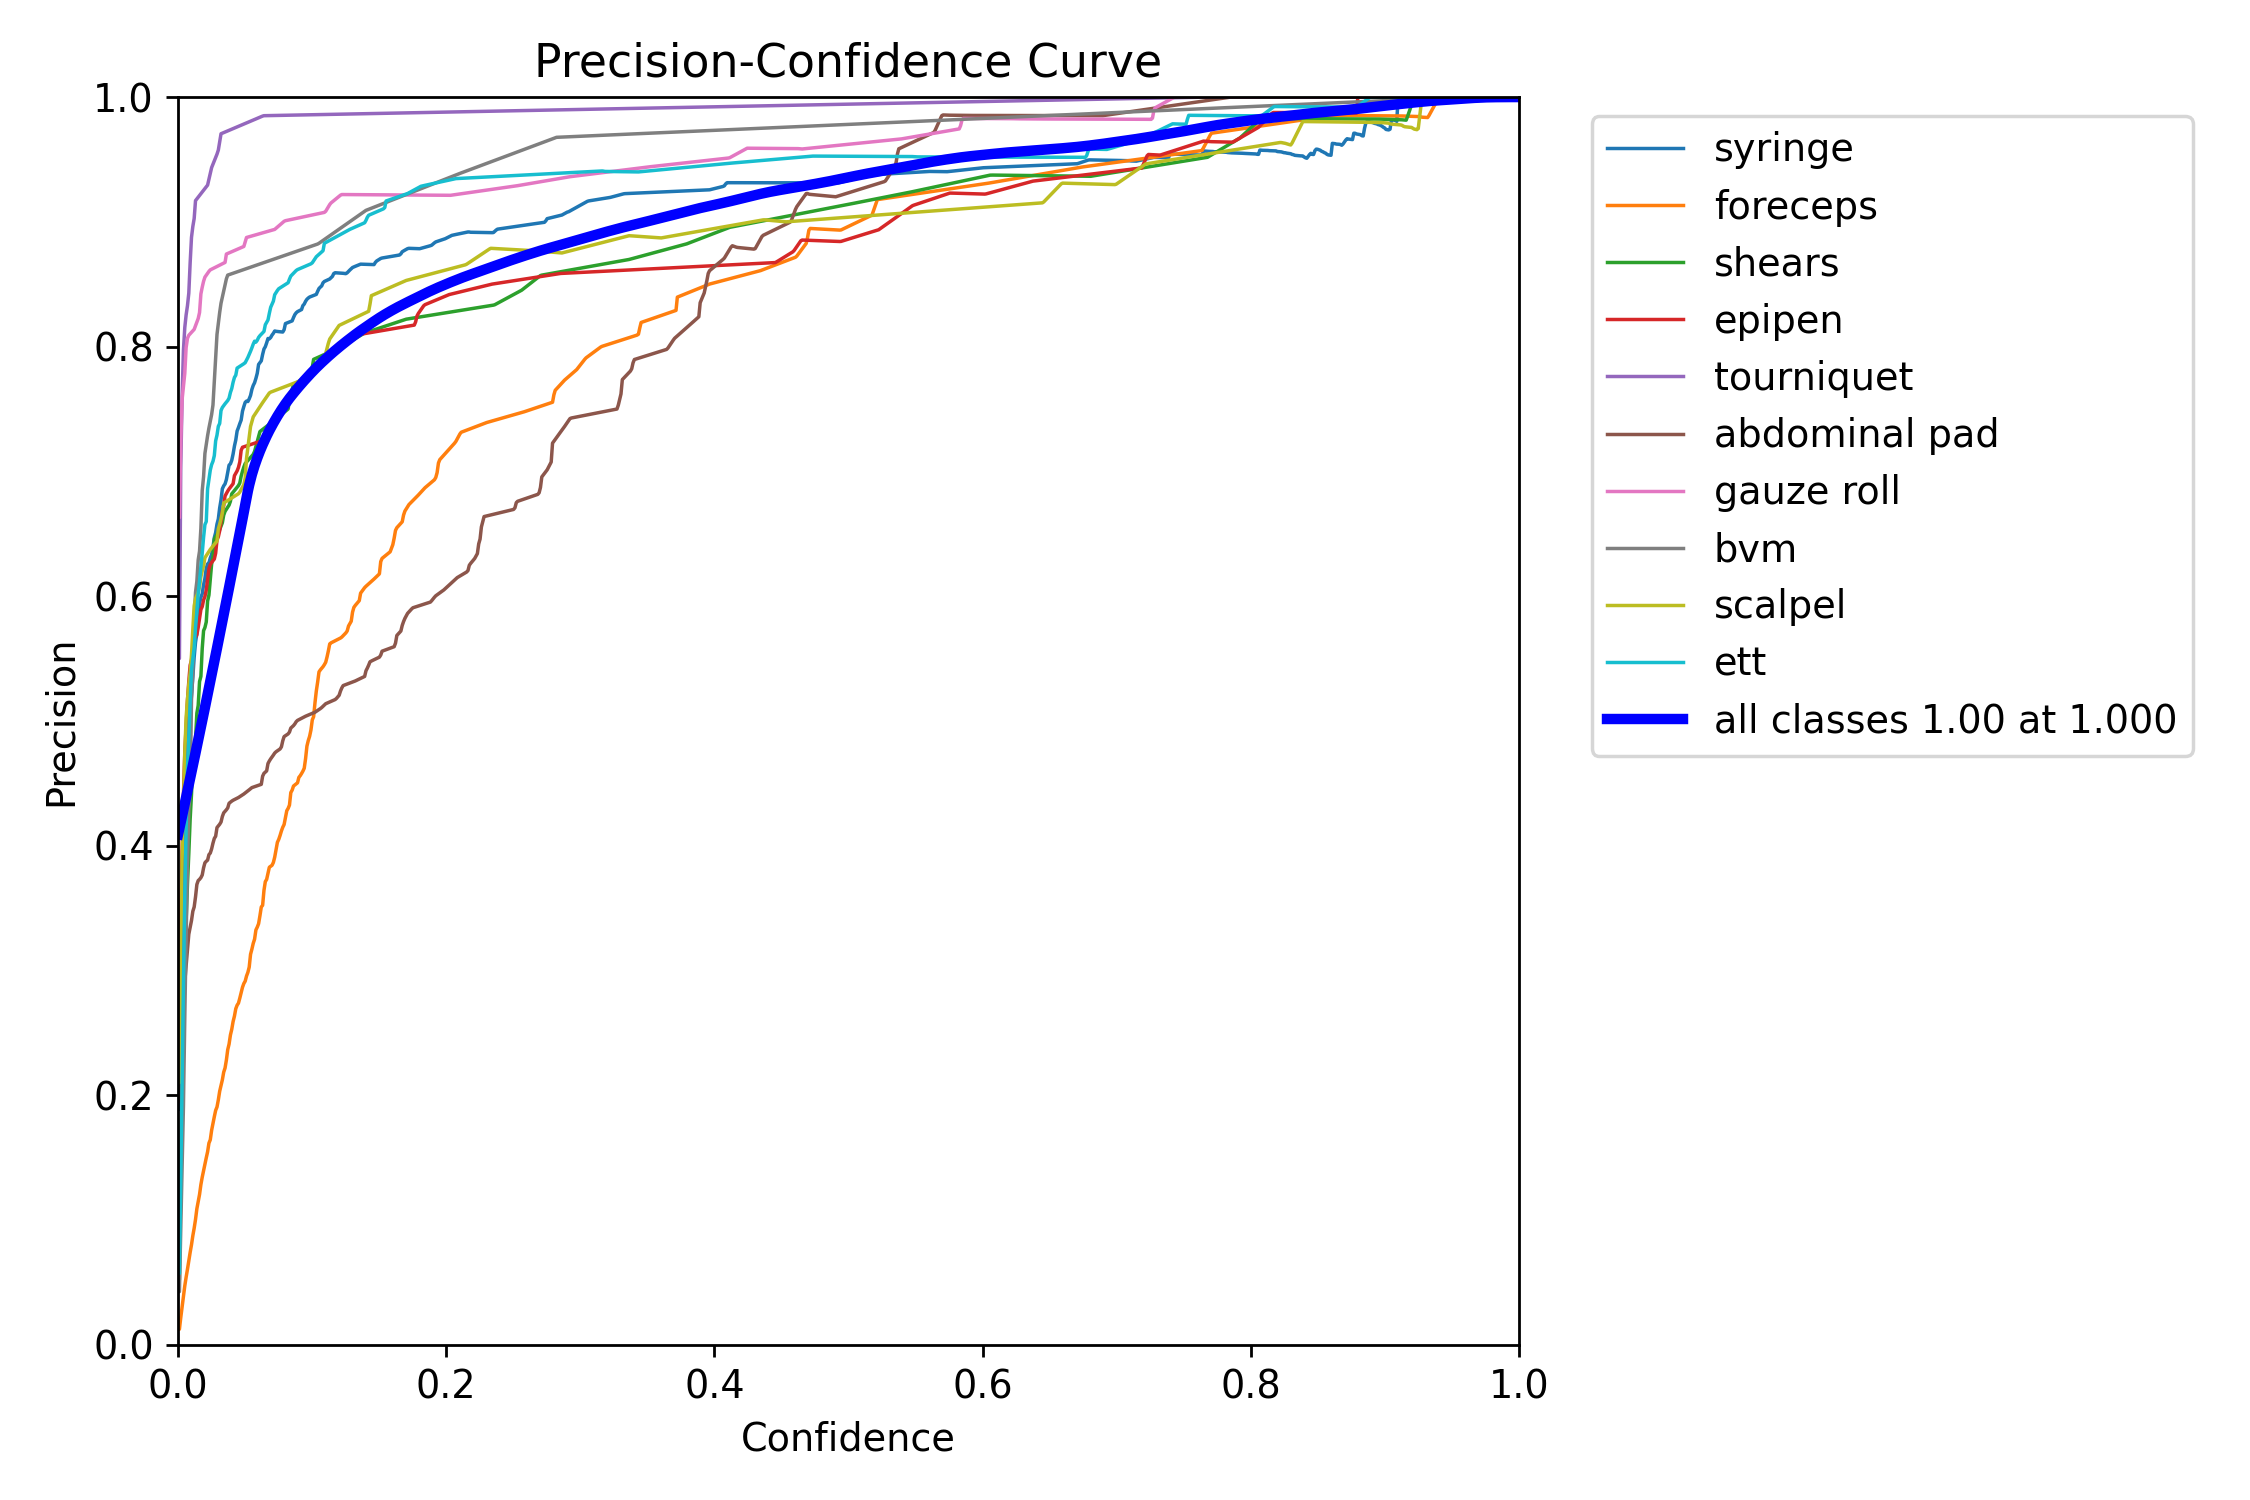 Precision-Confidence Curve
1.0
0.8
0.6
0.4
0.2
0.0
Precision
0.0 0.2 0.4 0.6 0.8 1.0
Confidence
syringe
foreceps
shears
epipen
tourniquet
abdominal pad
gauze roll
bvm
scalpel
ett
all classes 1.00 at 1.000